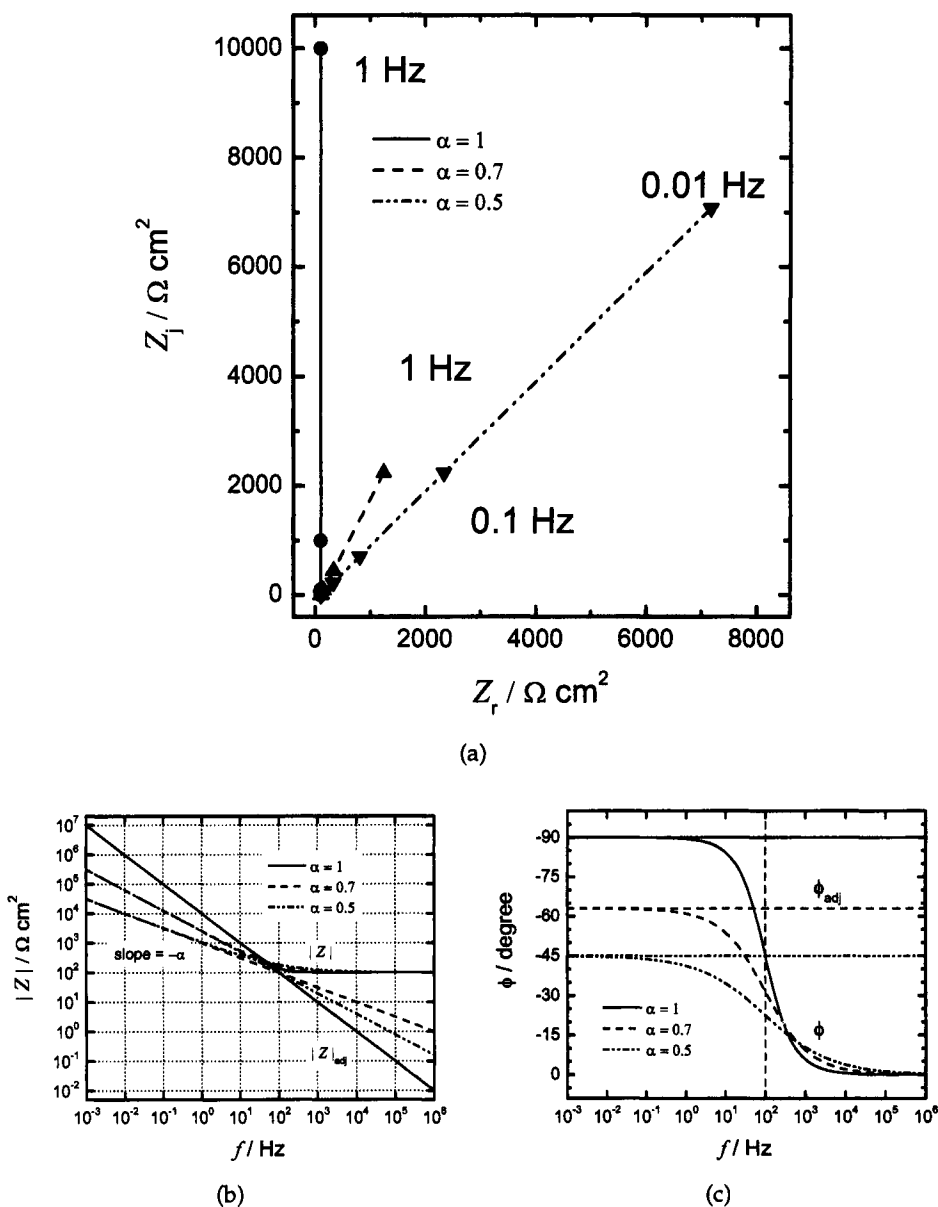 10000
8000
6000
4000
2000
0
Z_j / Ω cm²
1 Hz
α = 1
α = 0.7
α = 0.5
0.01 Hz
1 Hz
0.1 Hz
0 2000 4000 6000 8000
Z_r / Ω cm²
(a)
10⁷
10⁶
10⁵
10⁴
10³
10²
10¹
10⁰
10⁻¹
10⁻²
|Z| / Ω cm²
α = 1
α = 0.7
α = 0.5
slope = −α
|Z|
|Z|_adj
10⁻³ 10⁻² 10⁻¹ 10⁰ 10¹ 10² 10³ 10⁴ 10⁵ 10⁶
f / Hz
(b)
-90
-75
-60
-45
-30
-15
0
ϕ / degree
ϕ_adj
ϕ
α = 1
α = 0.7
α = 0.5
10⁻³ 10⁻² 10⁻¹ 10⁰ 10¹ 10² 10³ 10⁴ 10⁵ 10⁶
f / Hz
(c)